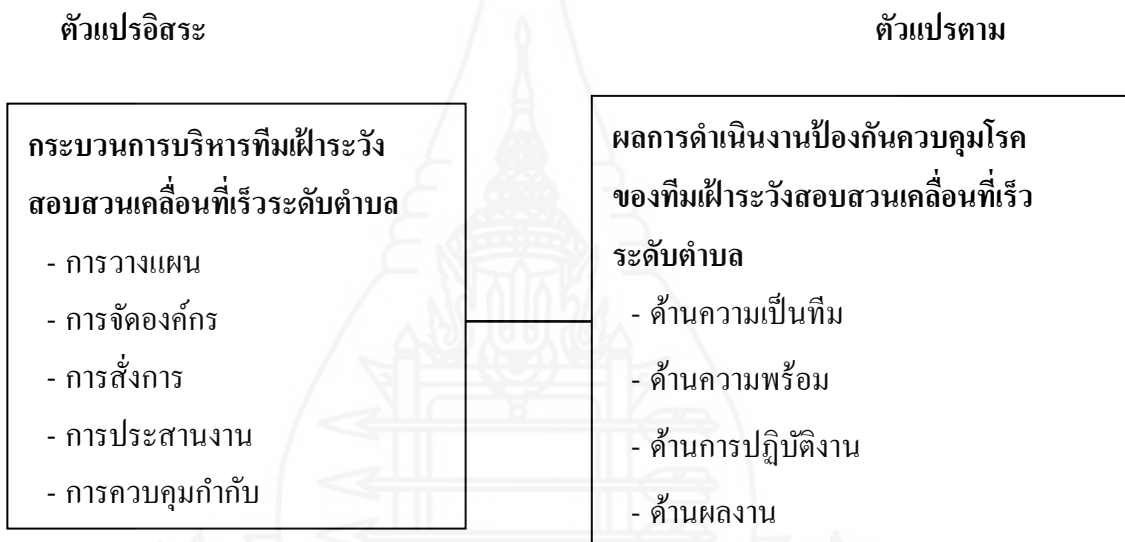 ตัวแปรอิสระ
ตัวแปรตาม
กระบวนการบริหารทีมเฝ้าระวัง
สอบสวนเคลื่อนที่เร็วระดับตำบล
- การวางแผน
- การจัดองค์กร
- การสั่งการ
- การประสานงาน
- การควบคุมกำกับ
ผลการดำเนินงานป้องกันควบคุมโรค
ของทีมเฝ้าระวังสอบสวนเคลื่อนที่เร็ว
ระดับตำบล
- ด้านความเป็นทีม
- ด้านความพร้อม
- ด้านการปฏิบัติงาน
- ด้านผลงาน